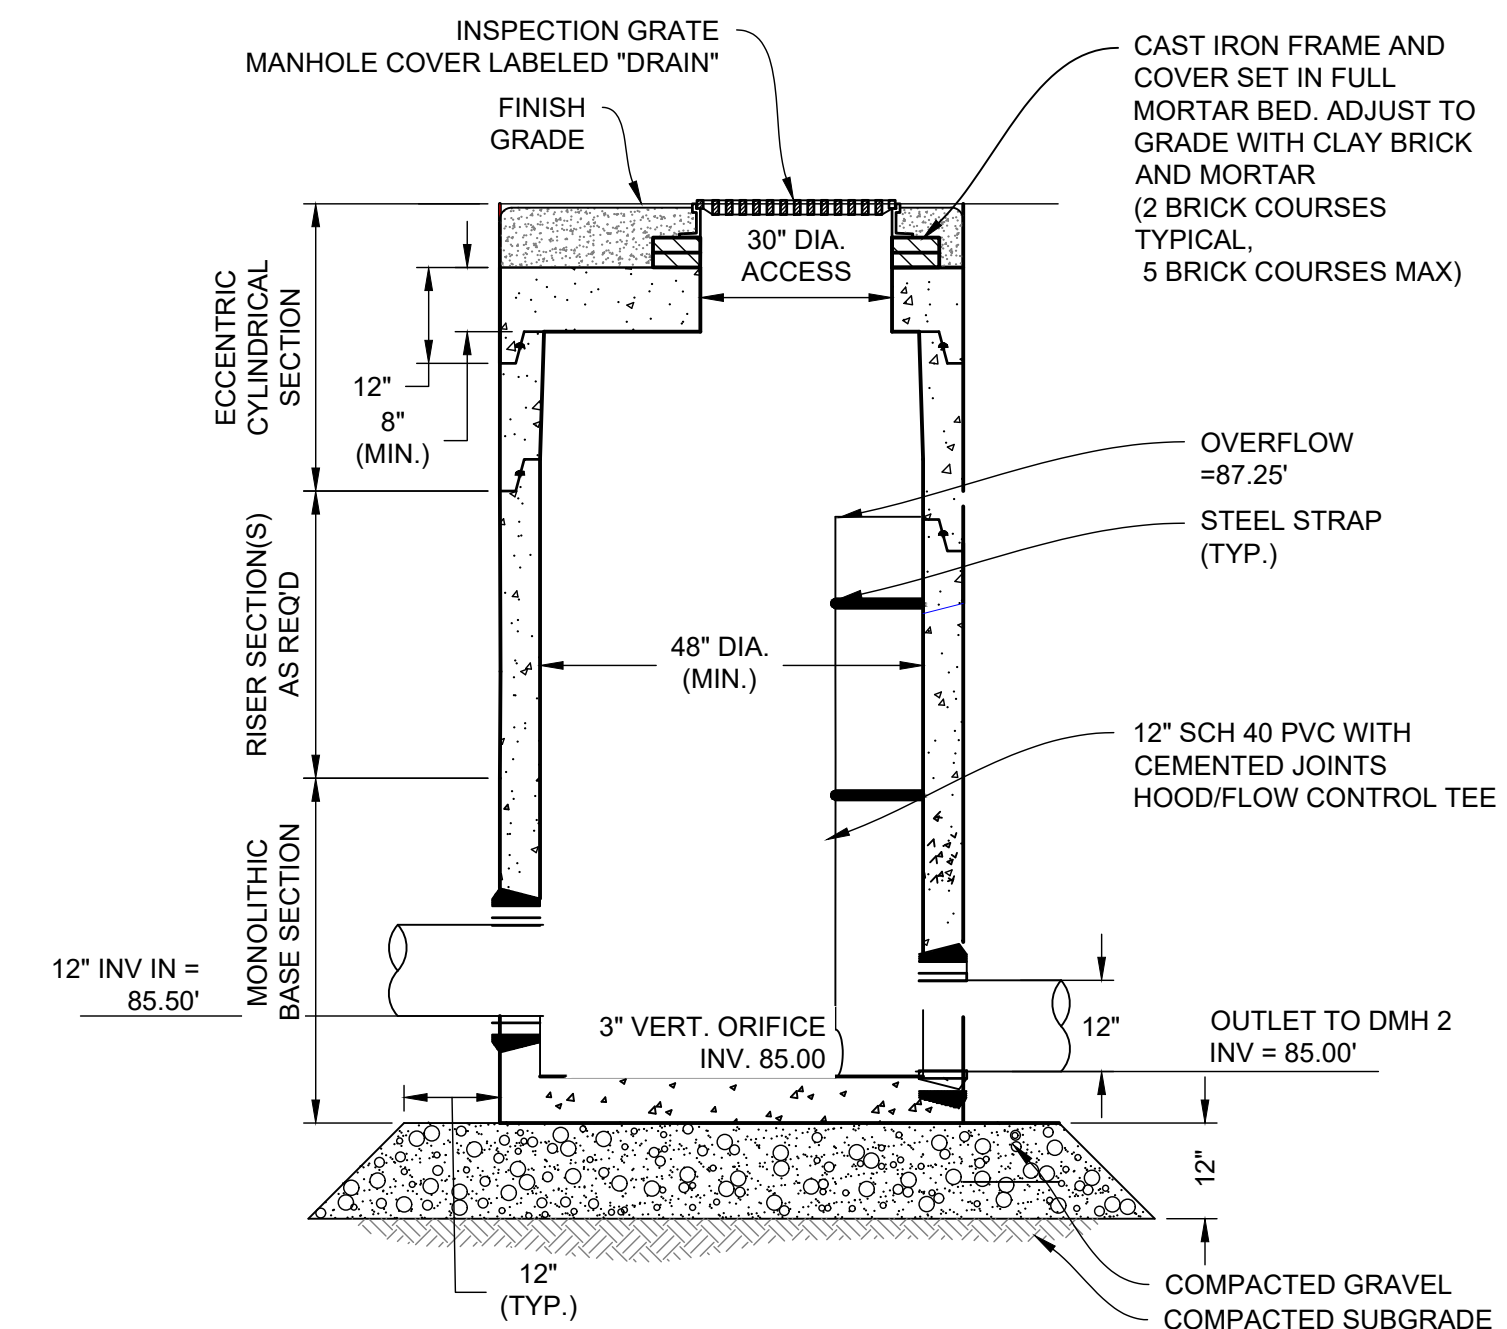 INSPECTION GRATE
MANHOLE COVER LABELED "DRAIN"
FINISH
GRADE
CAST IRON FRAME AND
COVER SET IN FULL
MORTAR BED. ADJUST TO
GRADE WITH CLAY BRICK
AND MORTAR
(2 BRICK COURSES
TYPICAL,
5 BRICK COURSES MAX)
30" DIA.
ACCESS
ECCENTRIC
CYLINDRICAL
SECTION
12"
8"
(MIN.)
OVERFLOW
=87.25'
STEEL STRAP
(TYP.)
RISER SECTION(S)
AS REQ'D
48" DIA.
(MIN.)
12" SCH 40 PVC WITH
CEMENTED JOINTS
HOOD/FLOW CONTROL TEE
MONOLITHIC
BASE SECTION
12" INV IN =
85.50'
3" VERT. ORIFICE
INV. 85.00
12"
OUTLET TO DMH 2
INV = 85.00'
12"
12"
(TYP.)
COMPACTED GRAVEL
COMPACTED SUBGRADE